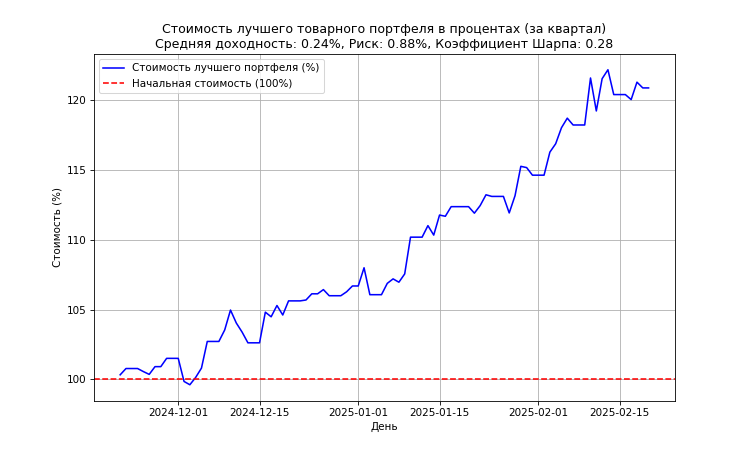 Стоимость лучшего товарного портфеля в процентах (за квартал)
Средняя доходность: 0.24%, Риск: 0.88%, Коэффициент Шарпа: 0.28
Стоимость лучшего портфеля (%)
Начальная стоимость (100%)
Стоимость (%)
120
115
110
105
100
2024-12-01 2024-12-15 2025-01-01 2025-01-15 2025-02-01 2025-02-15
День